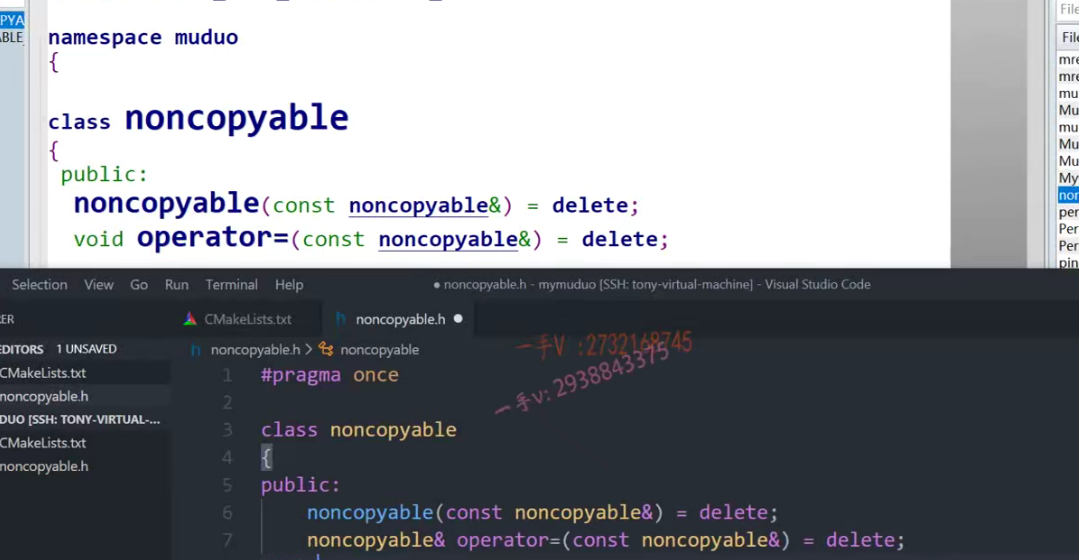 PYA
ABLE_
namespace muduo
{
class noncopyable
{
public:
noncopyable(const noncopyable&) = delete;
void operator=(const noncopyable&) = delete;
File
File
mre
mre
mu
Mu
mu
Mu
Mu
My
nor
per
Per
Per
pin
Selection View Go Run Terminal Help
● noncopyable.h - mymuduo [SSH: tony-virtual-machine] - Visual Studio Code
RER
CMakeLists.txt
noncopyable.h ●
EDITORS 1 UNSAVED
CMakeLists.txt
noncopyable.h
DUO [SSH: TONY-VIRTUAL-...
CMakeLists.txt
noncopyable.h
noncopyable.h > noncopyable
一手V :2732168745
一手v: 2938843375
1 #pragma once
2
3 class noncopyable
4 {
5 public:
6 noncopyable(const noncopyable&) = delete;
7 noncopyable& operator=(const noncopyable&) = delete;